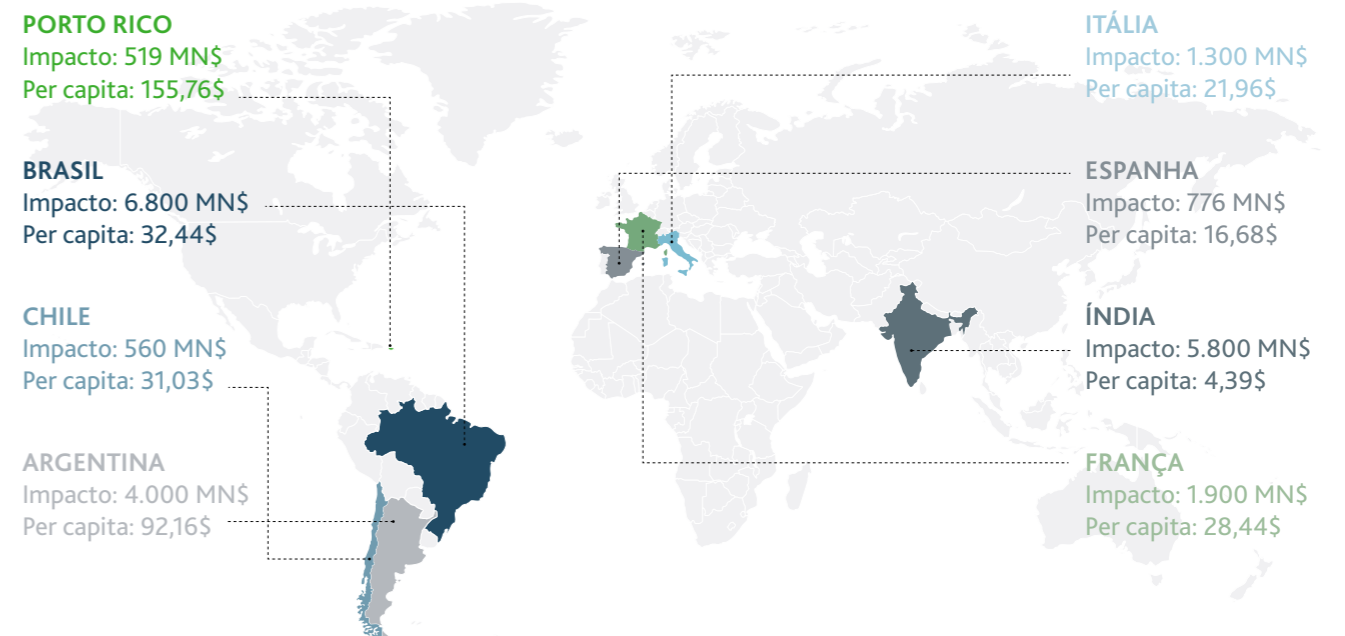 PORTO RICO
Impacto: 519 MN$
Per capita: 155,76$
BRASIL
Impacto: 6.800 MN$
Per capita: 32,44$
CHILE
Impacto: 560 MN$
Per capita: 31,03$
ARGENTINA
Impacto: 4.000 MN$
Per capita: 92,16$
ITÁLIA
Impacto: 1.300 MN$
Per capita: 21,96$
ESPANHA
Impacto: 776 MN$
Per capita: 16,68$
ÍNDIA
Impacto: 5.800 MN$
Per capita: 4,39$
FRANÇA
Impacto: 1.900 MN$
Per capita: 28,44$